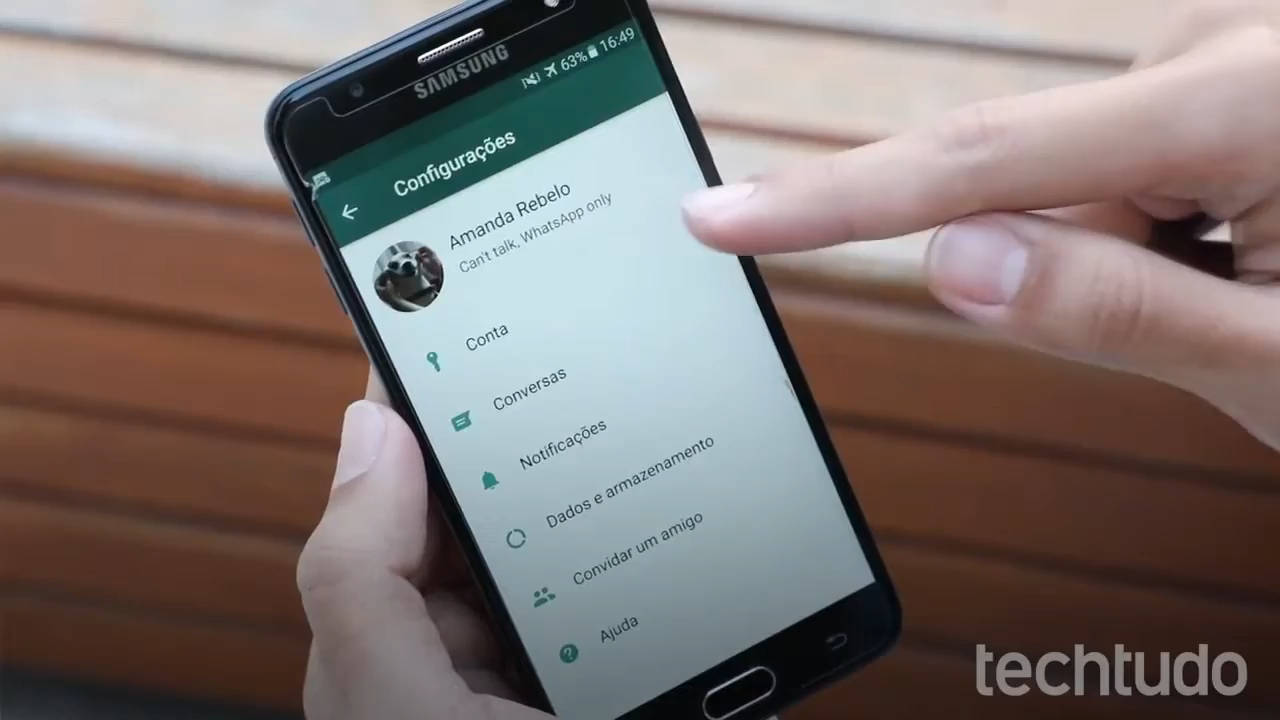 SAMSUNG
63% 16:49
Configurações
Amanda Rebelo
Can't talk, WhatsApp only
Conta
Conversas
Notificações
Dados e armazenamento
Convidar um amigo
Ajuda
techtudo